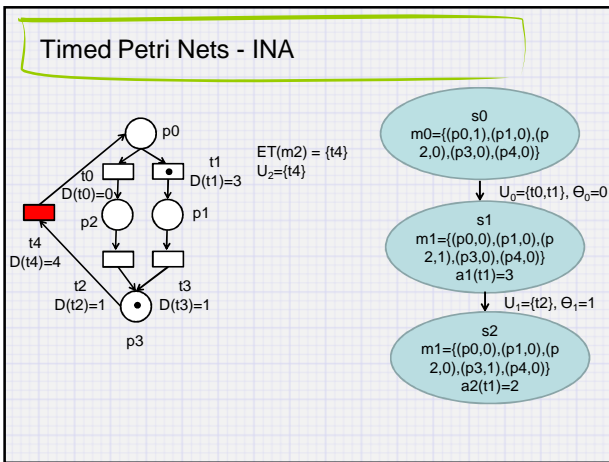 Timed Petri Nets - INA
p0
t0
D(t0)=0
t1
D(t1)=3
p2
p1
t4
D(t4)=4
t2
D(t2)=1
t3
D(t3)=1
p3
ET(m2) = {t4}
U2={t4}
s0
m0={(p0,1),(p1,0),(p
2,0),(p3,0),(p4,0)}
U0={t0,t1}, ϴ0=0
s1
m1={(p0,0),(p1,0),(p
2,1),(p3,0),(p4,0)}
a1(t1)=3
U1={t2}, ϴ1=1
s2
m1={(p0,0),(p1,0),(p
2,0),(p3,1),(p4,0)}
a2(t1)=2